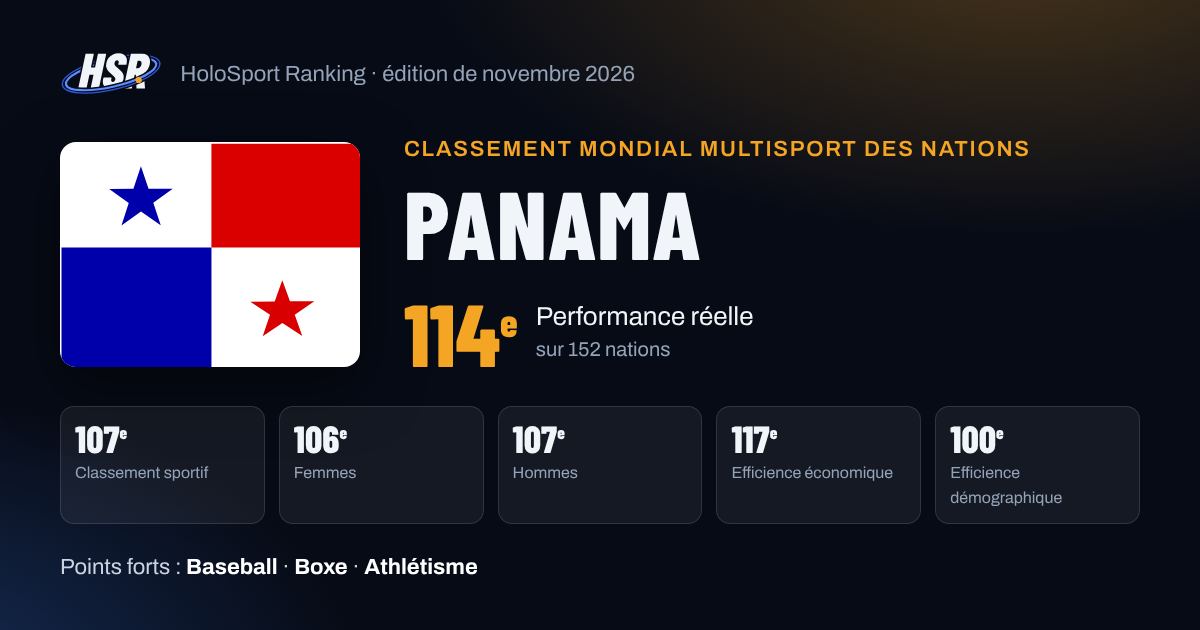 HSR
HoloSport Ranking · édition de novembre 2026
CLASSEMENT MONDIAL MULTISPORT DES NATIONS
PANAMA
114e
Performance réelle
sur 152 nations
107e
Classement sportif
106e
Femmes
107e
Hommes
117e
Efficience économique
100e
Efficience
démographique
Points forts : Baseball · Boxe · Athlétisme